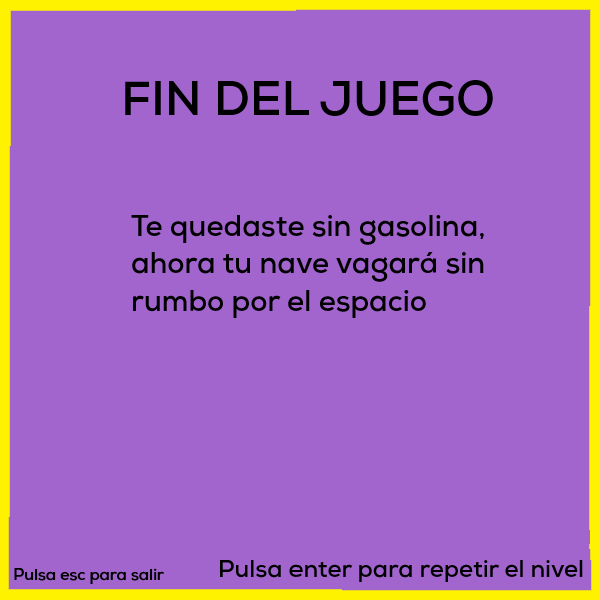 FIN DEL JUEGO
Te quedaste sin gasolina,
ahora tu nave vagará sin
rumbo por el espacio
Pulsa esc para salir
Pulsa enter para repetir el nivel